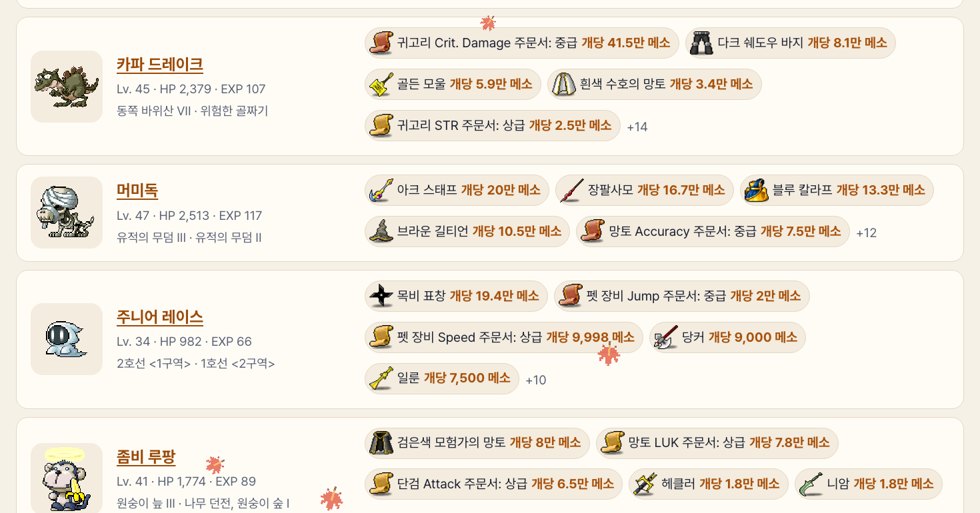 카파 드레이크
Lv. 45 · HP 2,379 · EXP 107
동쪽 바위산 VII · 위험한 골짜기
귀고리 Crit. Damage 주문서: 중급 개당 41.5만 메소
다크 쉐도우 바지 개당 8.1만 메소
골든 모울 개당 5.9만 메소
흰색 수호의 망토 개당 3.4만 메소
귀고리 STR 주문서: 상급 개당 2.5만 메소
+14
머미독
Lv. 47 · HP 2,513 · EXP 117
유적의 무덤 III · 유적의 무덤 II
아크 스태프 개당 20만 메소
장팔사모 개당 16.7만 메소
블루 칼라프 개당 13.3만 메소
브라운 길티언 개당 10.5만 메소
망토 Accuracy 주문서: 중급 개당 7.5만 메소
+12
주니어 레이스
Lv. 34 · HP 982 · EXP 66
2호선 <1구역> · 1호선 <2구역>
목비 표창 개당 19.4만 메소
펫 장비 Jump 주문서: 중급 개당 2만 메소
펫 장비 Speed 주문서: 상급 개당 9,998 메소
당커 개당 9,000 메소
일룬 개당 7,500 메소
+10
좀비 루팡
Lv. 41 · HP 1,774 · EXP 89
원숭이 늪 III · 나무 던전, 원숭이 숲 I
검은색 모험가의 망토 개당 8만 메소
망토 LUK 주문서: 상급 개당 7.8만 메소
단검 Attack 주문서: 상급 개당 6.5만 메소
헤클러 개당 1.8만 메소
니암 개당 1.8만 메소